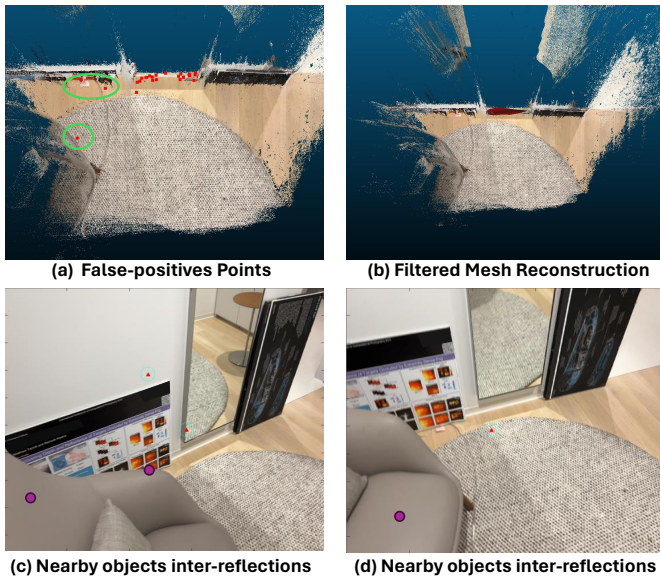 (a) False-positives Points
(b) Filtered Mesh Reconstruction
(c) Nearby objects inter-reflections
(d) Nearby objects inter-reflections